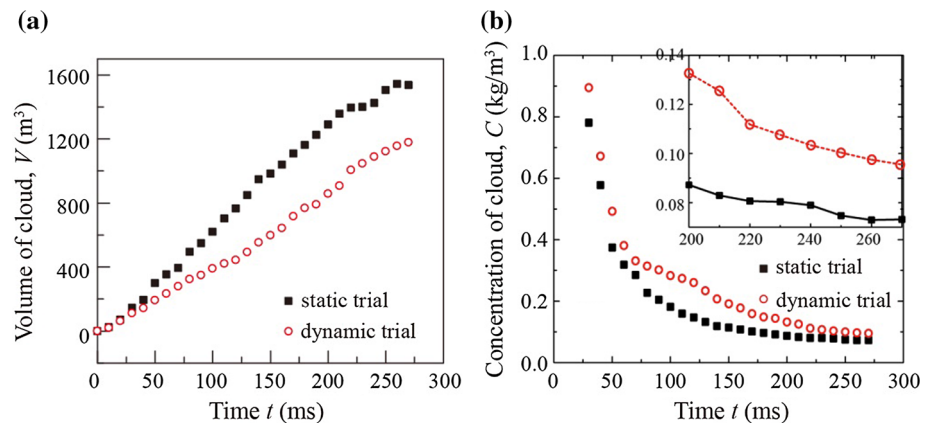 (a)
Volume of cloud, V (m³)
1600
1200
800
400
0
0 50 100 150 200 250 300
Time t (ms)
static trial
dynamic trial
(b)
Concentration of cloud, C (kg/m³)
1.0
0.8
0.6
0.4
0.2
0.0
0 50 100 150 200 250 300
Time t (ms)
0.14
0.12
0.10
0.08
200 220 240 260
static trial
dynamic trial